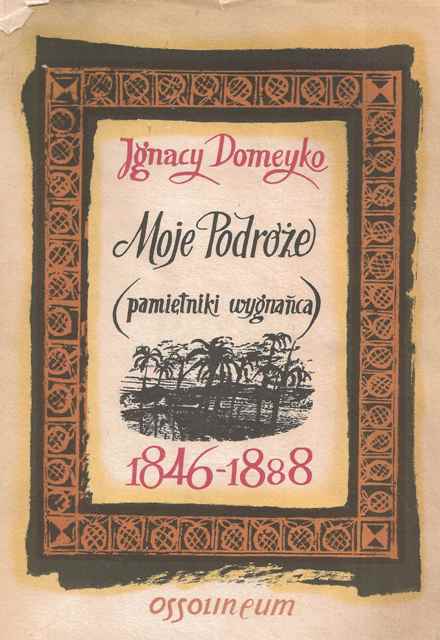 Ignacy Domeyko
Moje Podróże
(pamiętniki wygnańca)
1846-1888
ossolineum